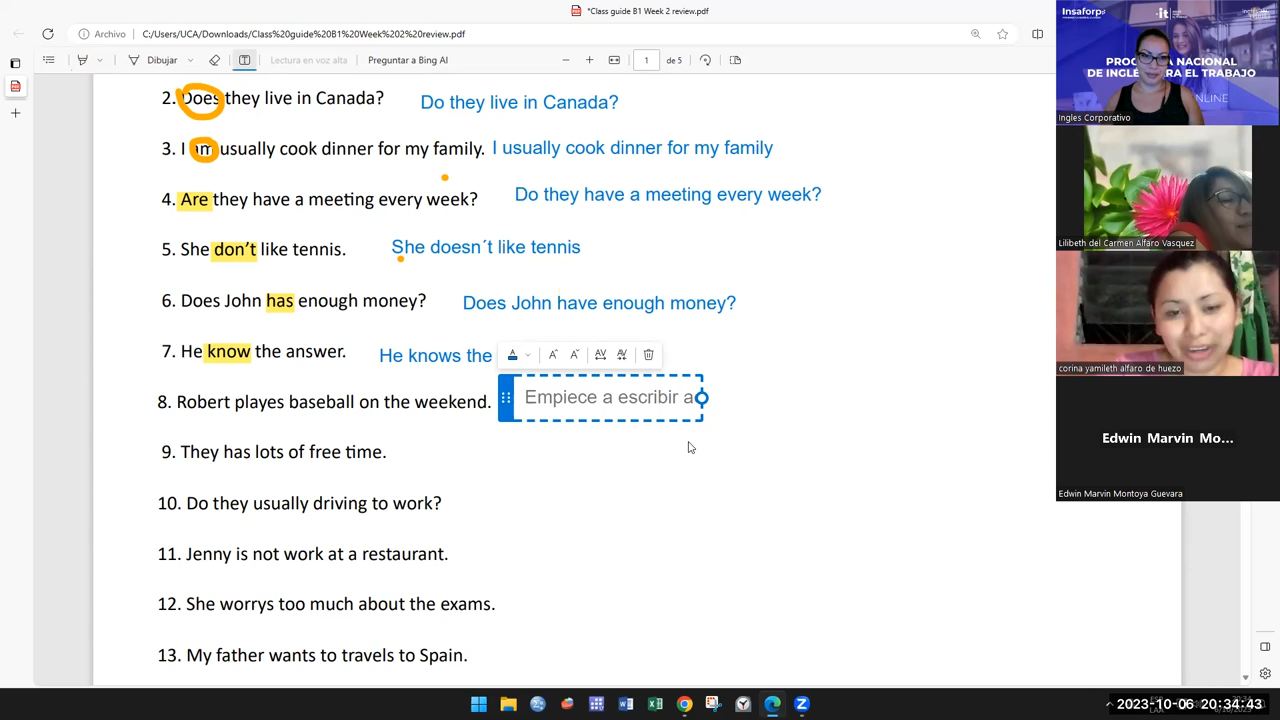 *Class guide B1 Week 2 review.pdf
Archivo C:/Users/UCA/Downloads/Class%20guide%20B1%20Week%202%20review.pdf
Dibujar Lectura en voz alta Preguntar a Bing AI 1 de 5
2. Does they live in Canada? Do they live in Canada?
3. I am usually cook dinner for my family. I usually cook dinner for my family
4. Are they have a meeting every week? Do they have a meeting every week?
5. She don't like tennis. She doesn´t like tennis
6. Does John has enough money? Does John have enough money?
7. He know the answer. He knows the
8. Robert playes baseball on the weekend. Empiece a escribir a
9. They has lots of free time.
10. Do they usually driving to work?
11. Jenny is not work at a restaurant.
12. She worrys too much about the exams.
13. My father wants to travels to Spain.
Insaforp
Ingles Corporativo
Lilibeth del Carmen Alfaro Vasquez
corina yamileth alfaro de huezo
Edwin Marvin Mo...
Edwin Marvin Montoya Guevara
2023-10-06 20:34:43